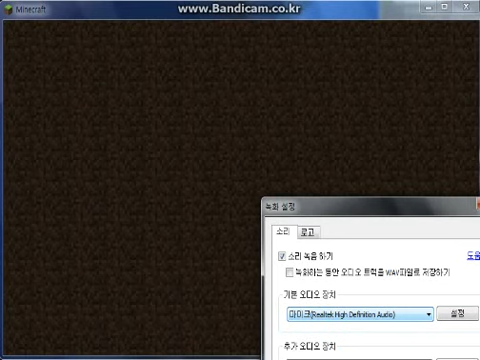 Minecraft
www.Bandicam.co.kr
녹화 설정
소리
로고
소리 녹음 하기
도움
녹화하는 동안 오디오 트랙을 WAV파일로 저장하기
기본 오디오 장치
마이크(Realtek High Definition Audio)
설정
추가 오디오 장치